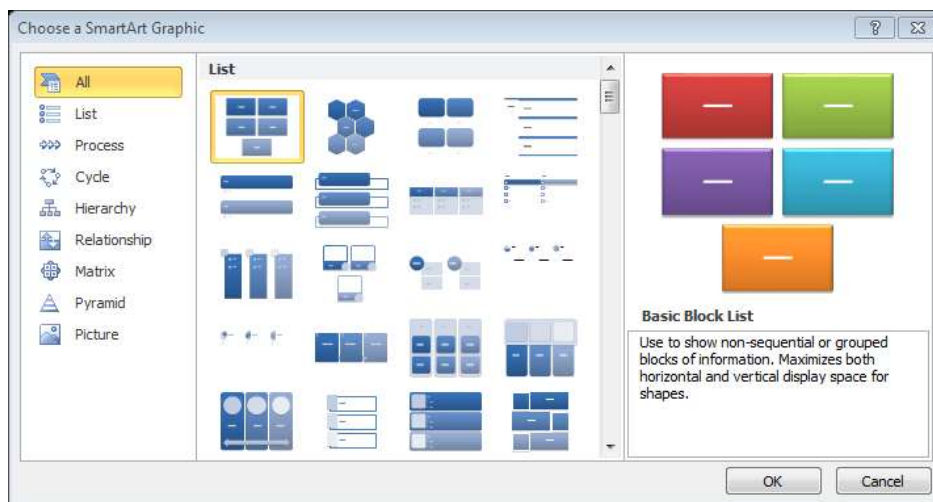 Choose a SmartArt Graphic
All
List
Process
Cycle
Hierarchy
Relationship
Matrix
Pyramid
Picture
List
Basic Block List
Use to show non-sequential or grouped
blocks of information. Maximizes both
horizontal and vertical display space for
shapes.
OK
Cancel